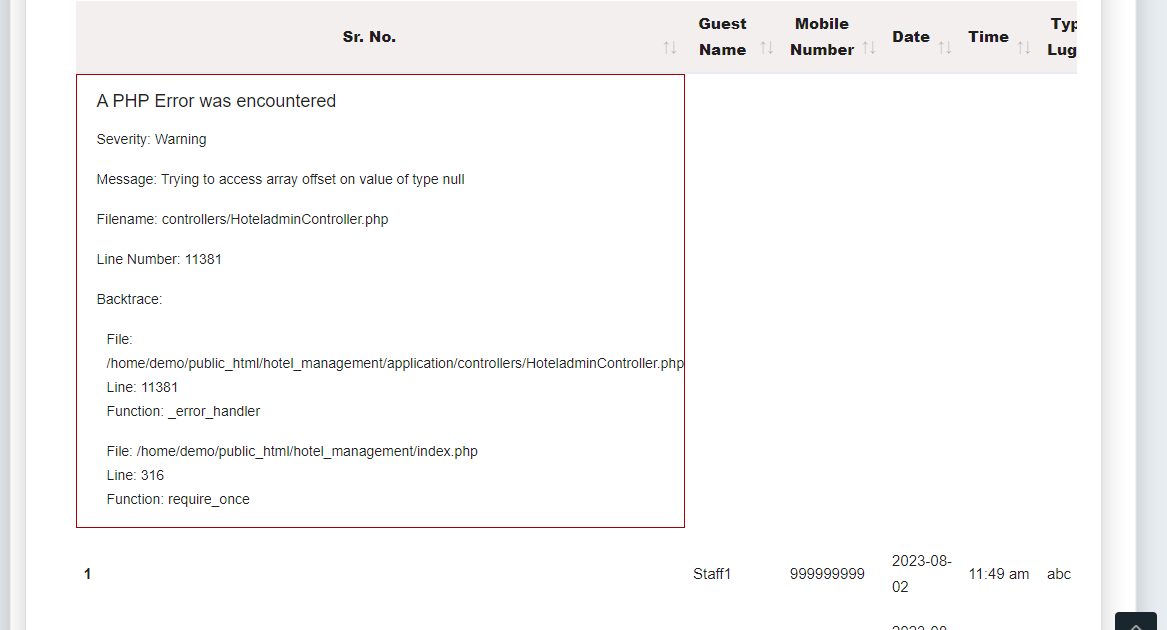 Sr. No.
Guest Name
Mobile Number
Date
Time
A PHP Error was encountered
Severity: Warning
Message: Trying to access array offset on value of type null
Filename: controllers/HoteladminController.php
Line Number: 11381
Backtrace:
File:
/home/demo/public_html/hotel_management/application/controllers/HoteladminController.php
Line: 11381
Function: _error_handler
File: /home/demo/public_html/hotel_management/index.php
Line: 316
Function: require_once
1
Staff1
999999999
2023-08-
02
11:49 am
abc